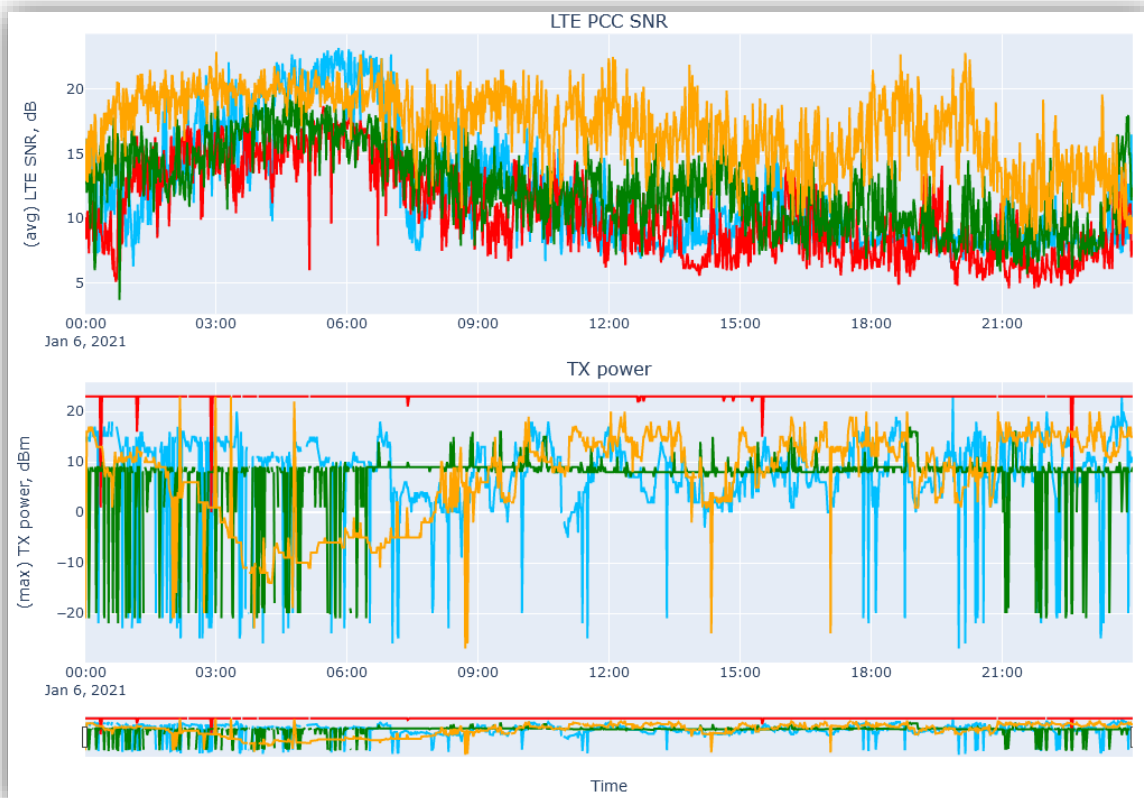 LTE PCC SNR
(avg) LTE SNR, dB
20
15
10
5
00:00 03:00 06:00 09:00 12:00 15:00 18:00 21:00
Jan 6, 2021
TX power
(max) TX power, dBm
20
10
0
−10
−20
00:00 03:00 06:00 09:00 12:00 15:00 18:00 21:00
Jan 6, 2021
Time